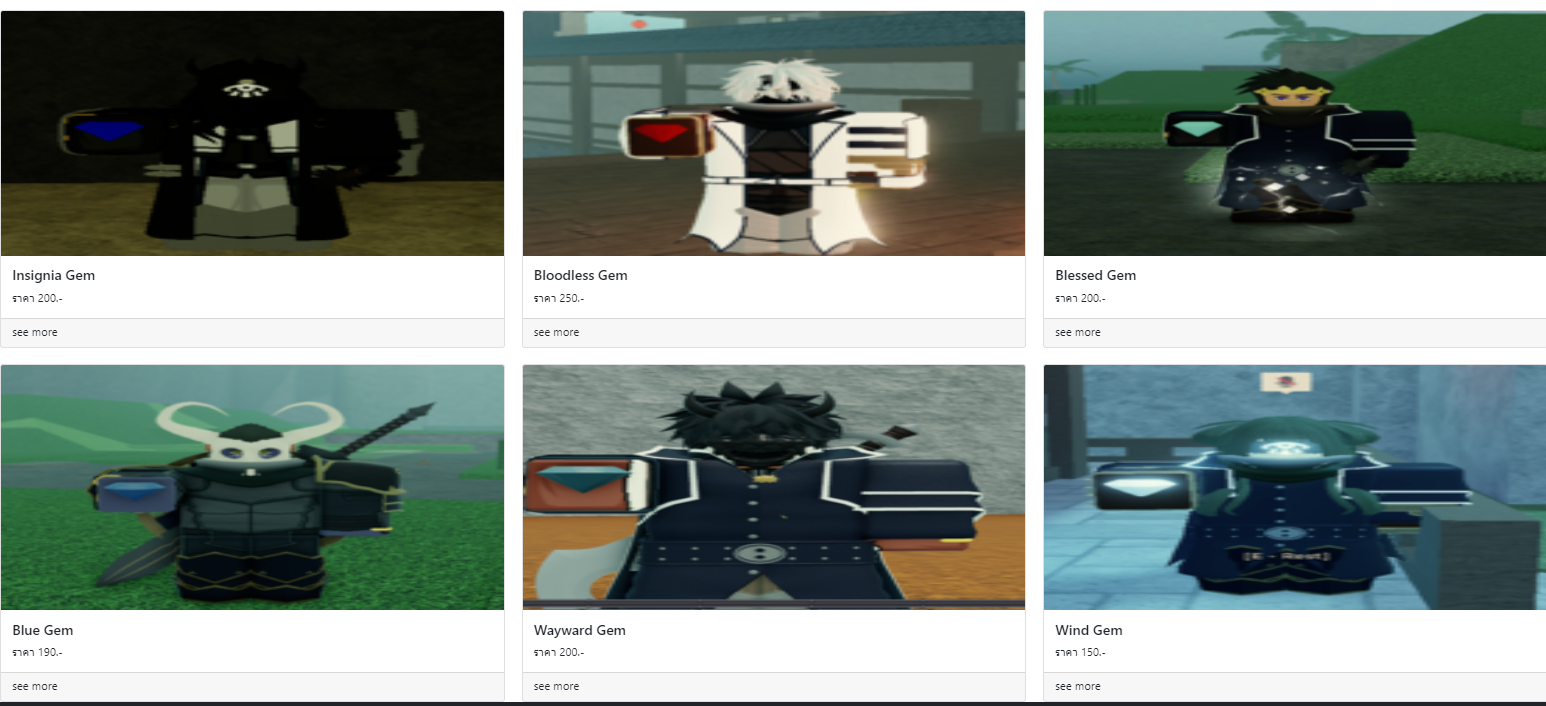 Insignia Gem
ราคา 200.-
see more
Bloodless Gem
ราคา 250.-
see more
Blessed Gem
ราคา 200.-
see more
[E - Rest]
Blue Gem
ราคา 190.-
see more
Wayward Gem
ราคา 200.-
see more
Wind Gem
ราคา 150.-
see more